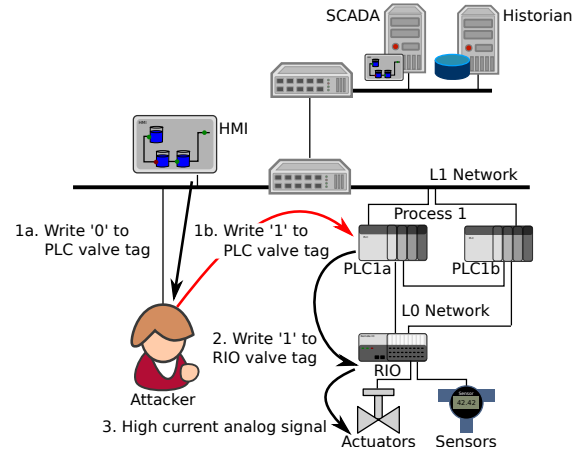 SCADA
Historian
HMI
L1 Network
1a. Write '0' to
PLC valve tag
1b. Write '1' to
PLC valve tag
Process 1
PLC1a
PLC1b
L0 Network
2. Write '1' to
RIO valve tag
RIO
Attacker
Sensor
42.42
3. High current analog signal
Actuators
Sensors